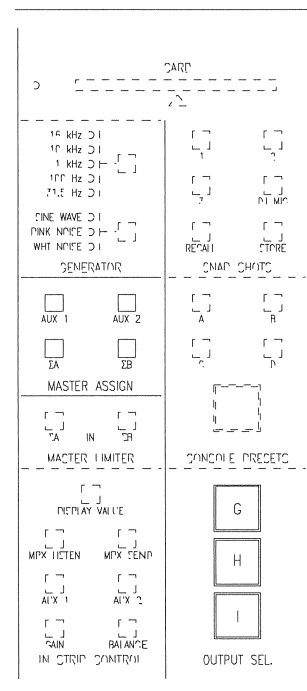 CARD
16 kHz
10 kHz
1 kHz
100 Hz
31,5 Hz
SINE WAVE
PINK NOISE
WHT NOISE
GENERATOR
1 2
3 PJ MIC
RECALL STORE
SNAP SHOTS
AUX 1 AUX 2
ΣA ΣB
MASTER ASSIGN
A B
C D
ΣA IN ΣB
MASTER LIMITER
CONSOLE PRESETS
DISPLAY VALUE
MPX LISTEN MPX SEND
AUX 1 AUX 2
GAIN BALANCE
IN STRIP CONTROL
G
H
I
OUTPUT SEL.